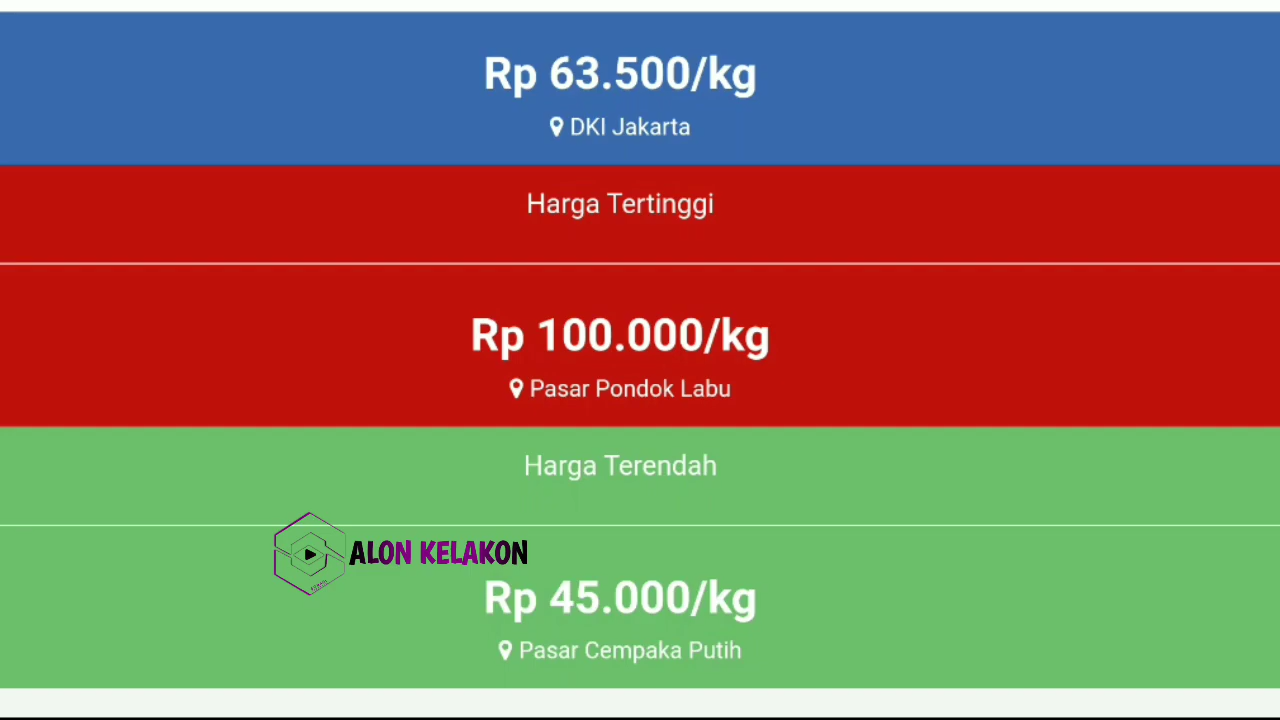 Rp 63.500/kg
DKI Jakarta
Harga Tertinggi
Rp 100.000/kg
Pasar Pondok Labu
Harga Terendah
ALON KELAKON
Rp 45.000/kg
Pasar Cempaka Putih